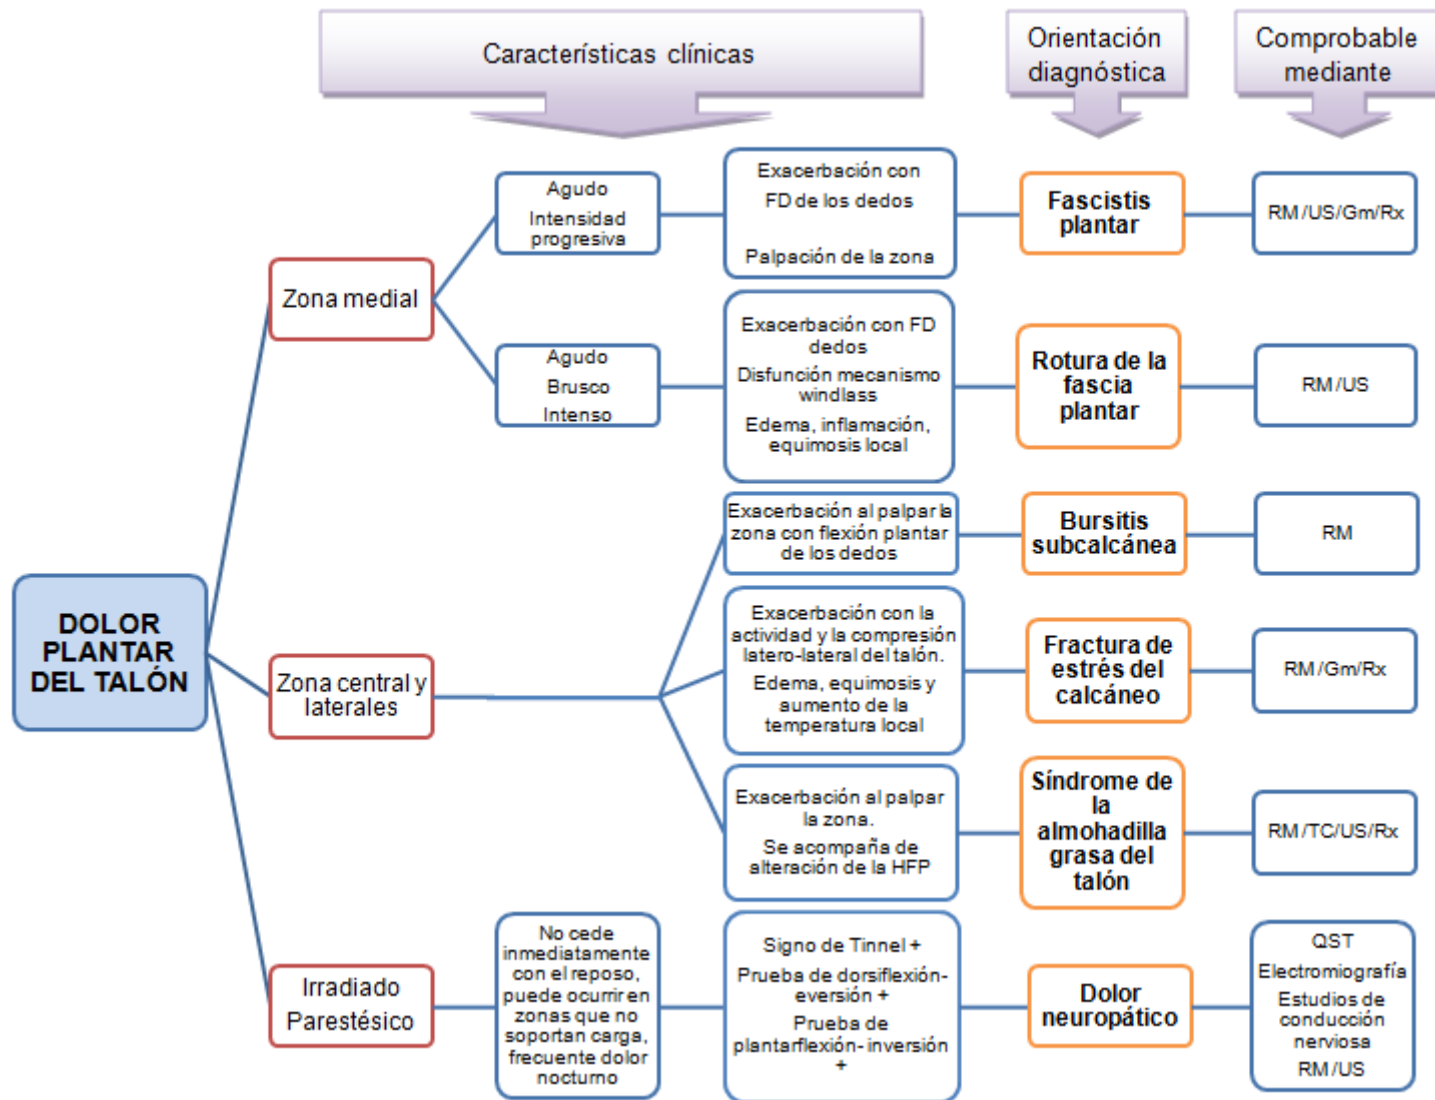 Características clínicas
Orientación
diagnóstica
Comprobable
mediante
DOLOR
PLANTAR
DEL TALÓN
Zona medial
Agudo
Intensidad
progresiva
Exacerbación con
FD de los dedos
Palpación de la zona
Fascistis
plantar
RM/US/Gm/Rx
Agudo
Brusco
Intenso
Exacerbación con FD
dedos
Disfunción mecanismo
windlass
Edema, inflamación,
equimosis local
Rotura de la
fascia
plantar
RM/US
Zona central y
laterales
Exacerbación al palpar la
zona con flexión plantar
de los dedos
Bursitis
subcalcánea
RM
Exacerbación con la
actividad y la compresión
latero-lateral del talón.
Edema, equimosis y
aumento de la
temperatura local
Fractura de
estrés del
calcáneo
RM/Gm/Rx
Exacerbación al palpar
la zona.
Se acompaña de
alteración de la HFP
Síndrome de
la
almohadilla
grasa del
talón
RM/TC/US/Rx
Irradiado
Parestésico
No cede
inmediatamente
con el reposo,
puede ocurrir en
zonas que no
soportan carga,
frecuente dolor
nocturno
Signo de Tinnel +
Prueba de dorsiflexión-
eversión +
Prueba de
plantarflexión-inversión
+
Dolor
neuropático
QST
Electromiografía
Estudios de
conducción
nerviosa
RM/US